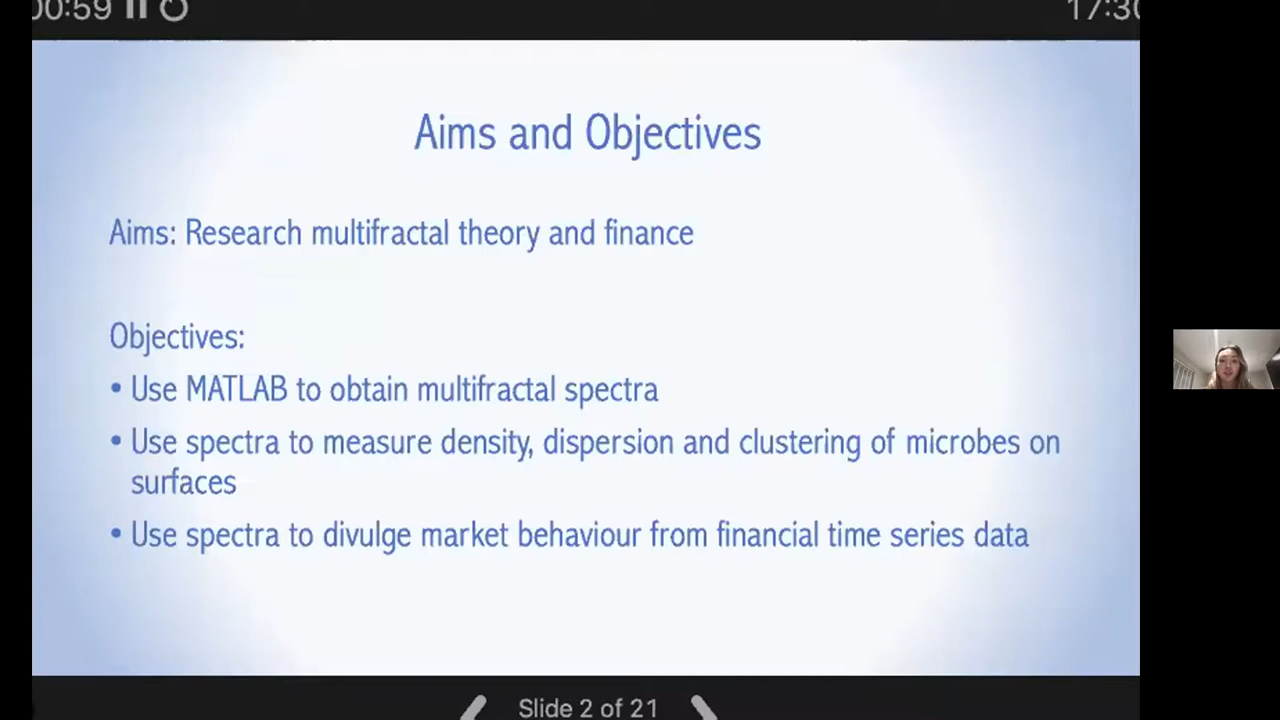 00:59
17:30
Aims and Objectives
Aims: Research multifractal theory and finance
Objectives:
• Use MATLAB to obtain multifractal spectra
• Use spectra to measure density, dispersion and clustering of microbes on
surfaces
• Use spectra to divulge market behaviour from financial time series data
Slide 2 of 21